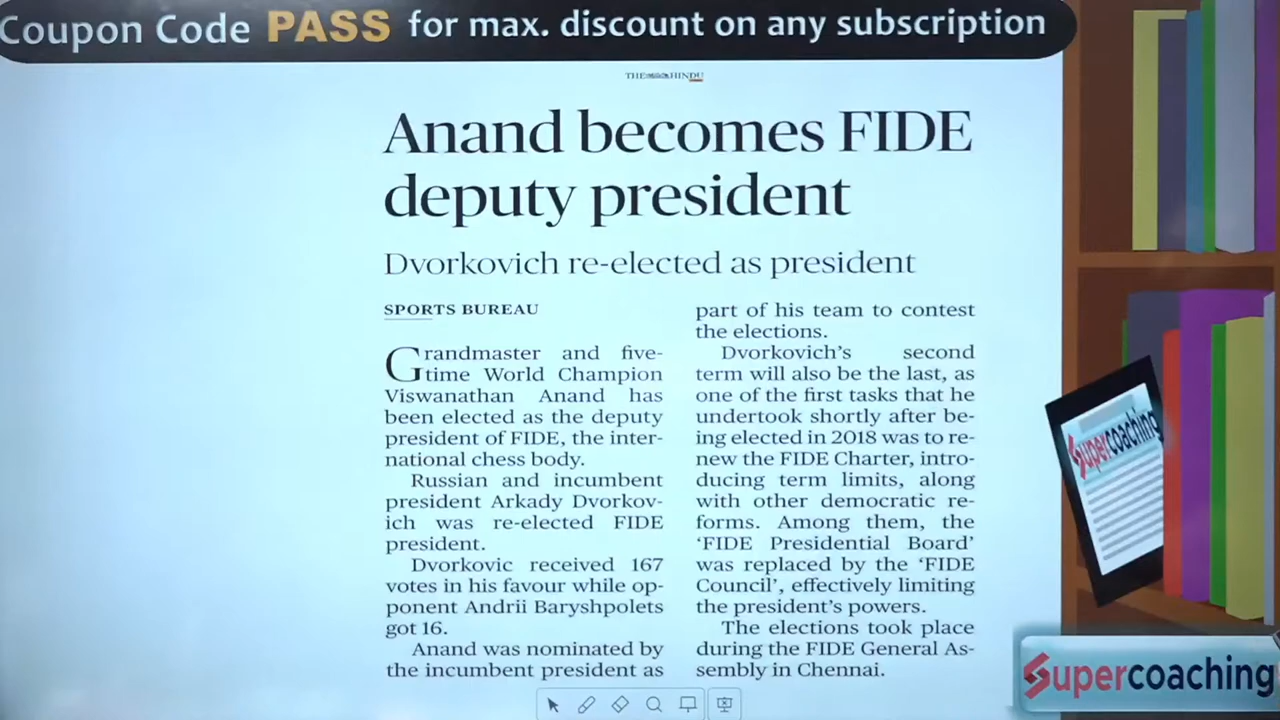 Coupon Code PASS for max. discount on any subscription
THE HINDU
Anand becomes FIDE
deputy president
Dvorkovich re-elected as president
SPORTS BUREAU
Grandmaster and five-
time World Champion
Viswanathan Anand has
been elected as the deputy
president of FIDE, the inter-
national chess body.
Russian and incumbent
president Arkady Dvorkov-
ich was re-elected FIDE
president.
Dvorkovic received 167
votes in his favour while op-
ponent Andrii Baryshpolets
got 16.
Anand was nominated by
the incumbent president as
part of his team to contest
the elections.
Dvorkovich's second
term will also be the last, as
one of the first tasks that he
undertook shortly after be-
ing elected in 2018 was to re-
new the FIDE Charter, intro-
ducing term limits, along
with other democratic re-
forms. Among them, the
'FIDE Presidential Board'
was replaced by the 'FIDE
Council', effectively limiting
the president's powers.
The elections took place
during the FIDE General As-
sembly in Chennai.
Supercoaching
Supercoaching